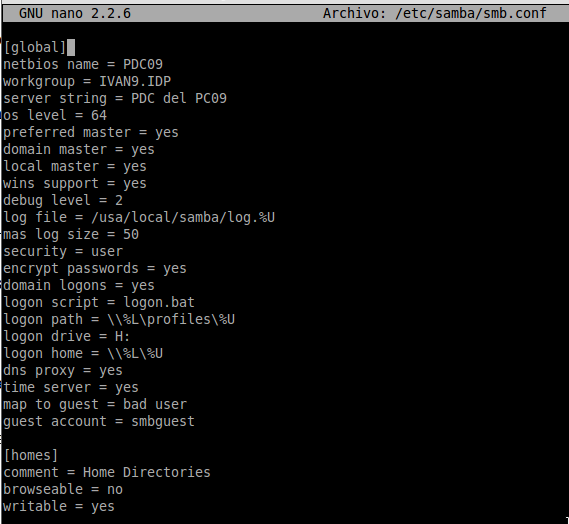 GNU nano 2.2.6 Archivo: /etc/samba/smb.conf
[global]
netbios name = PDC09
workgroup = IVAN9.IDP
server string = PDC del PC09
os level = 64
preferred master = yes
domain master = yes
local master = yes
wins support = yes
debug level = 2
log file = /usa/local/samba/log.%U
mas log size = 50
security = user
encrypt passwords = yes
domain logons = yes
logon script = logon.bat
logon path = \\%L\profiles\%U
logon drive = H:
logon home = \\%L\%U
dns proxy = yes
time server = yes
map to guest = bad user
guest account = smbguest
[homes]
comment = Home Directories
browseable = no
writable = yes